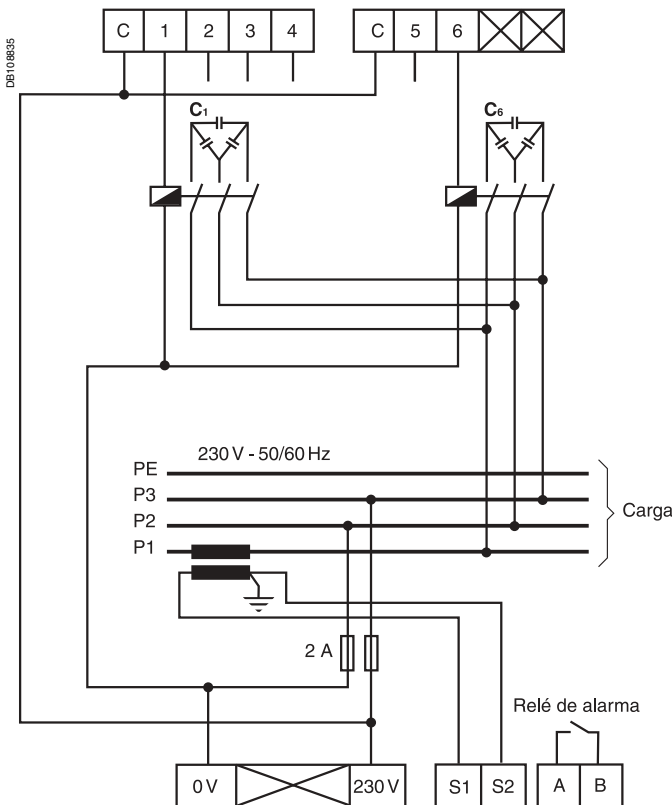 DB108835
C 1 2 3 4
C 5 6
C1
C6
230 V - 50/60 Hz
PE
P3
P2
P1
Carga
2 A
Relé de alarma
0 V
230 V
S1 S2
A B